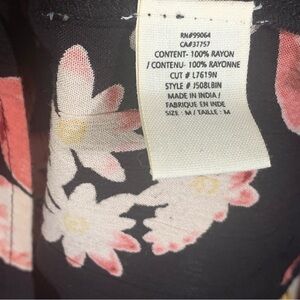 RN#99064
CA#37757
CONTENT- 100% RAYON
/ CONTENU- 100% RAYONNE
CUT # L7619N
STYLE # J508LBIN
MADE IN INDIA/
FABRIQUE EN INDE
SIZE : M / TAILLE : M